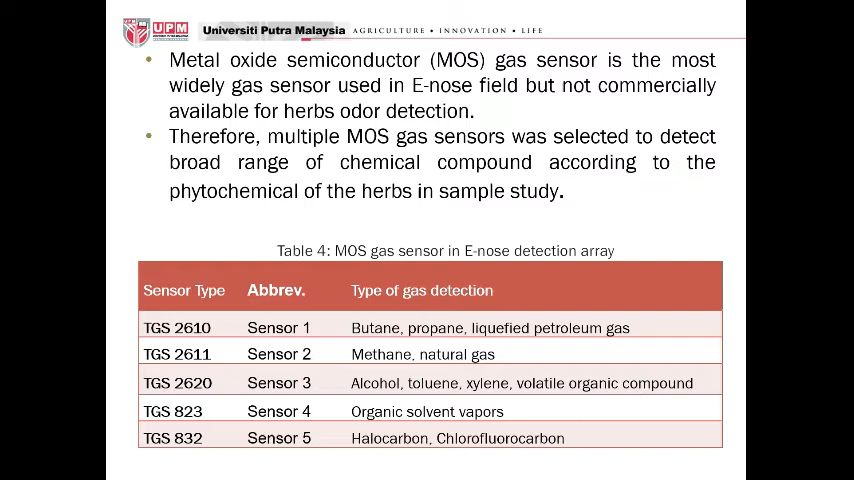 UPM
Universiti Putra Malaysia AGRICULTURE • INNOVATION • LIFE
• Metal oxide semiconductor (MOS) gas sensor is the most
widely gas sensor used in E-nose field but not commercially
available for herbs odor detection.
• Therefore, multiple MOS gas sensors was selected to detect
broad range of chemical compound according to the
phytochemical of the herbs in sample study.
Table 4: MOS gas sensor in E-nose detection array
Sensor Type Abbrev. Type of gas detection
TGS 2610 Sensor 1 Butane, propane, liquefied petroleum gas
TGS 2611 Sensor 2 Methane, natural gas
TGS 2620 Sensor 3 Alcohol, toluene, xylene, volatile organic compound
TGS 823 Sensor 4 Organic solvent vapors
TGS 832 Sensor 5 Halocarbon, Chlorofluorocarbon